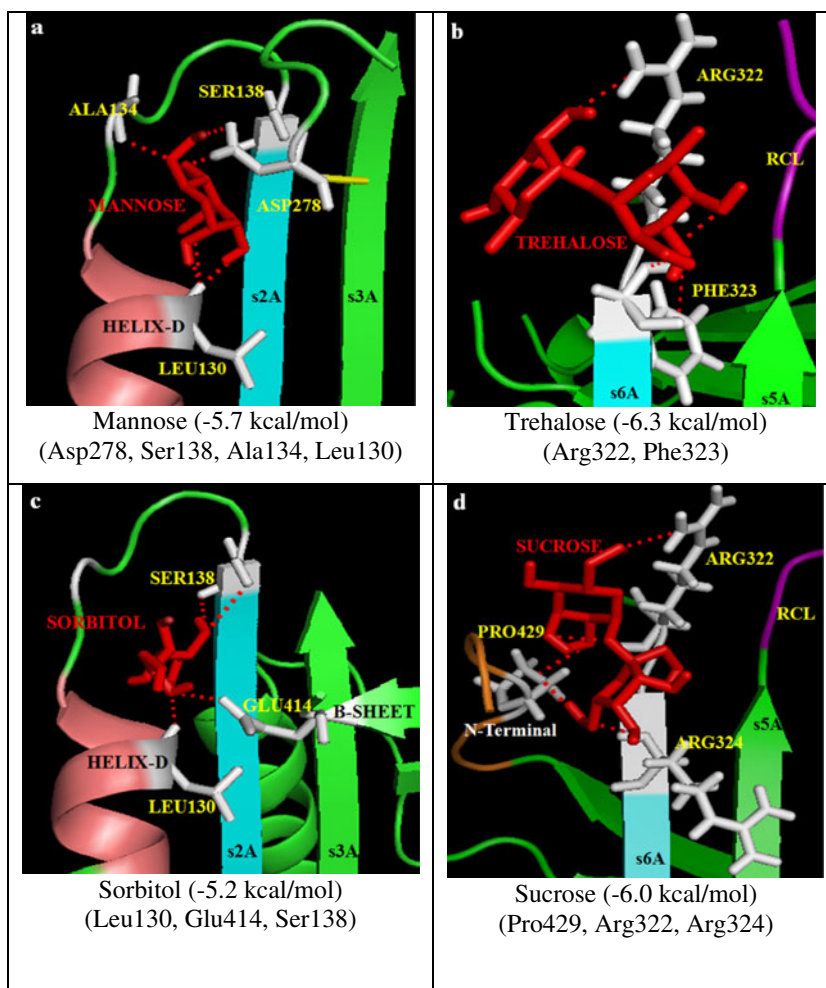 a
SER138
ALA134
MANNOSE
ASP278
s2A
s3A
HELIX-D
LEU130
Mannose (-5.7 kcal/mol)
(Asp278, Ser138, Ala134, Leu130)
b
ARG322
RCL
TREHALOSE
PHE323
s6A
s5A
Trehalose (-6.3 kcal/mol)
(Arg322, Phe323)
c
SER138
SORBITOL
GLU414
B-SHEET
HELIX-D
LEU130
s2A
s3A
Sorbitol (-5.2 kcal/mol)
(Leu130, Glu414, Ser138)
d
SUCROSE
ARG322
RCL
PRO429
N-Terminal
s5A
ARG324
s6A
Sucrose (-6.0 kcal/mol)
(Pro429, Arg322, Arg324)